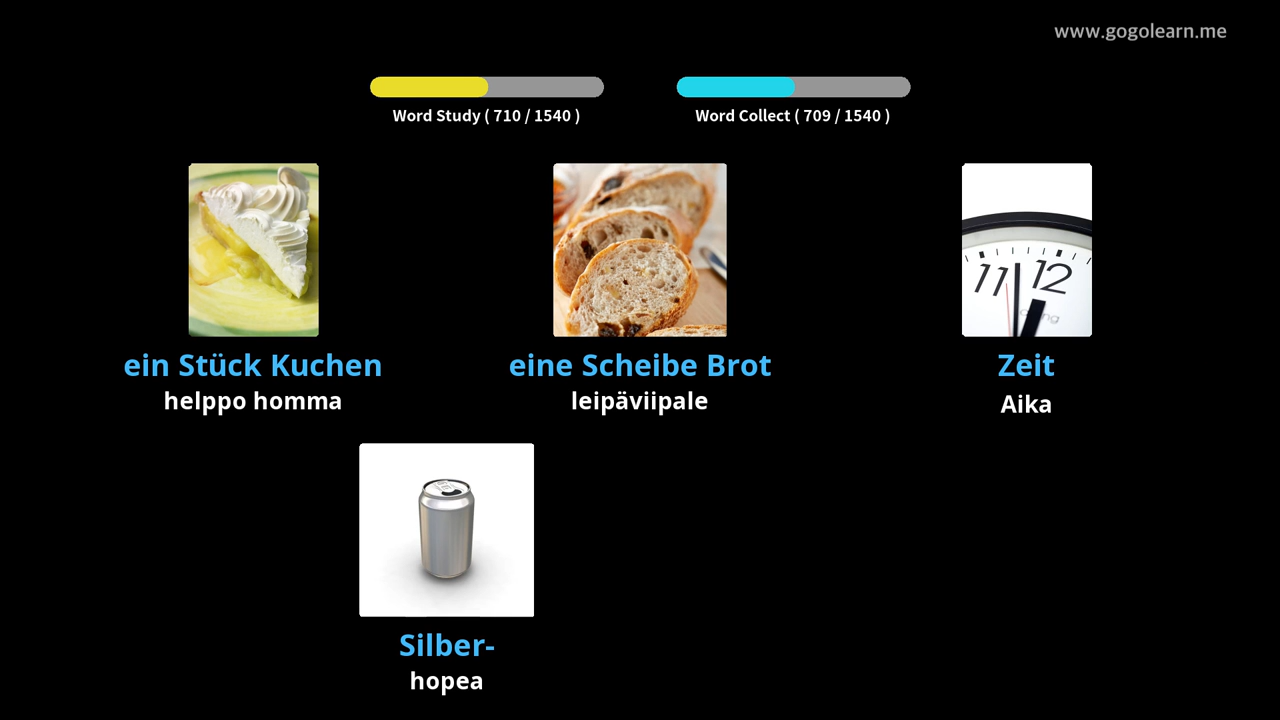 www.gogolearn.me
Word Study ( 710 / 1540 )
Word Collect ( 709 / 1540 )
11 12
ein Stück Kuchen
helppo homma
eine Scheibe Brot
leipäviipale
Zeit
Aika
Silber-
hopea